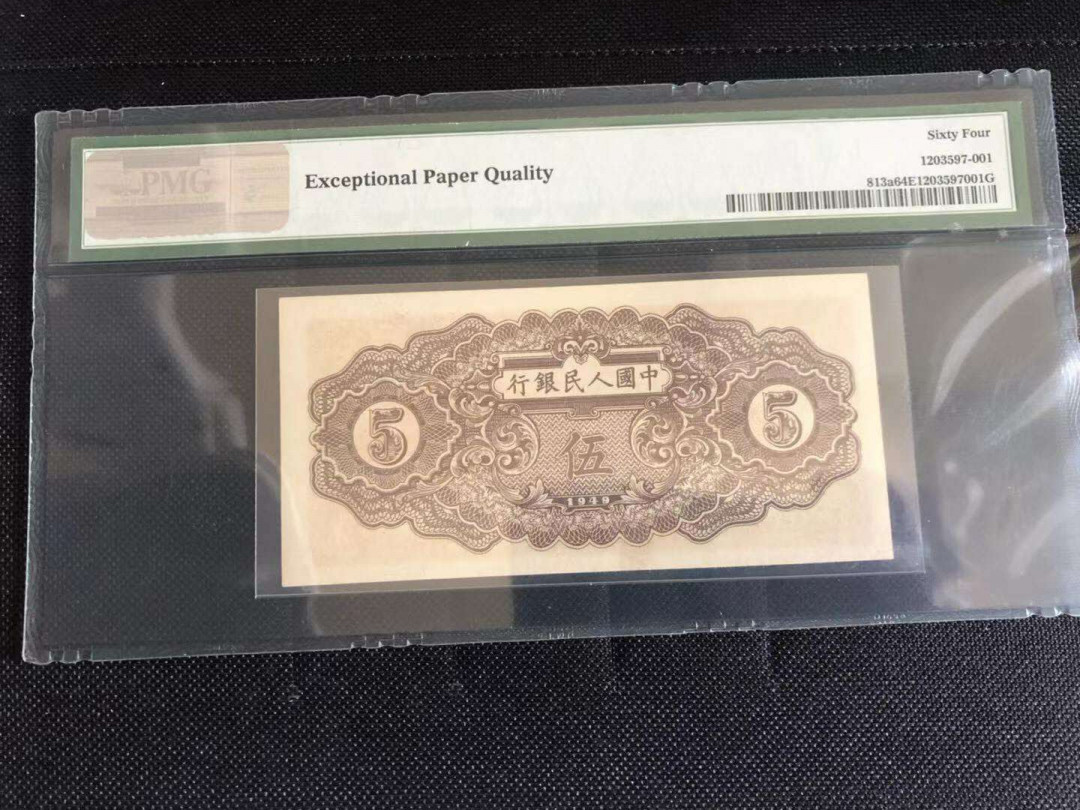 Sixty Four
PMG
Exceptional Paper Quality
1203597-001
813a64E1203597001G
行銀民人國中
5
伍
5
1949